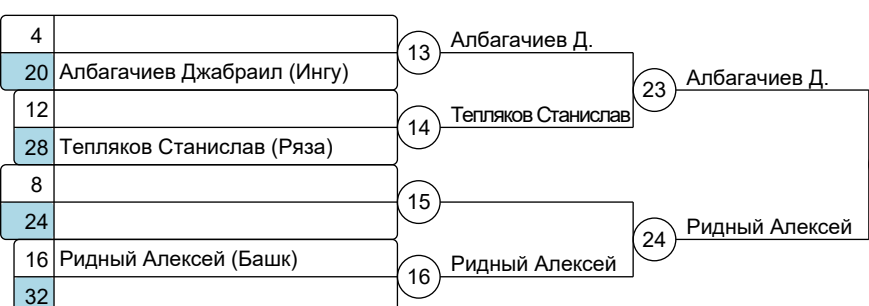 4
20 Албагачиев Джабраил (Ингу)
12
28 Тепляков Станислав (Ряза)
8
24
16 Ридный Алексей (Башк)
32
13 Албагачиев Д.
14 Тепляков Станислав
15
16 Ридный Алексей
23 Албагачиев Д.
24 Ридный Алексей